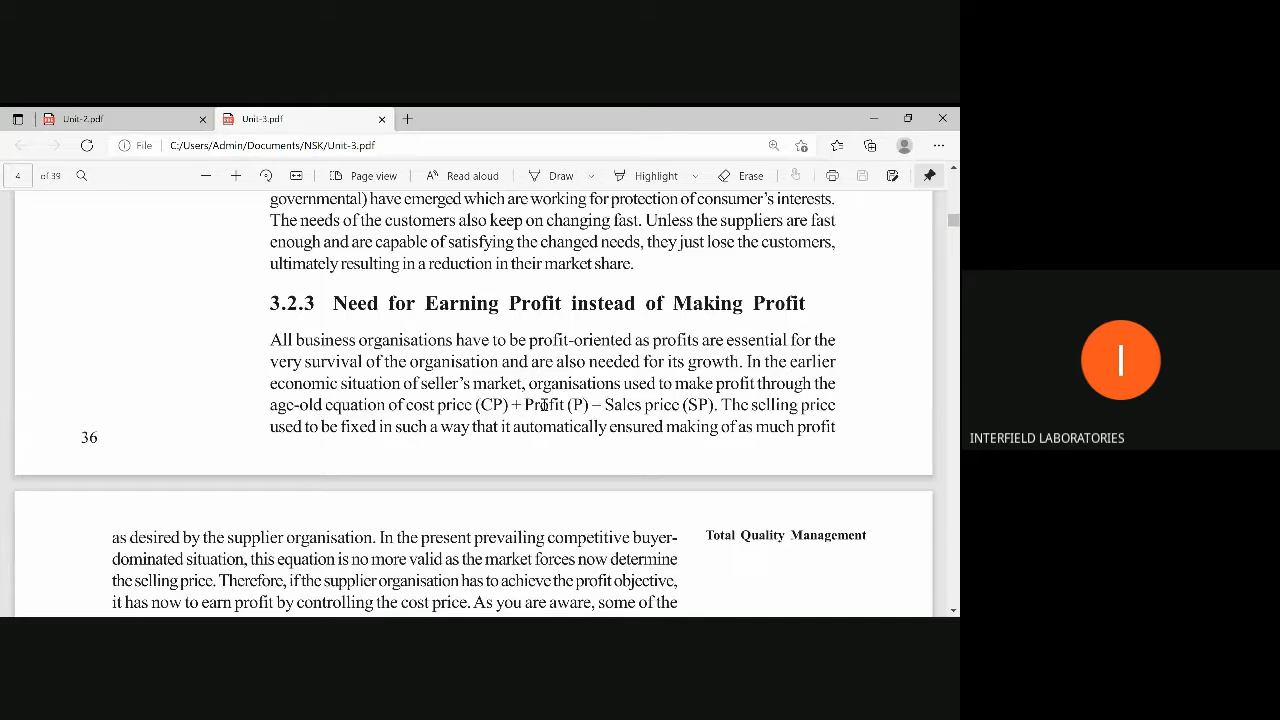 Unit-2.pdf
Unit-3.pdf
File
C:/Users/Admin/Documents/NSK/Unit-3.pdf
4 of 39
Page view
Read aloud
Draw
Highlight
Erase
governmental) have emerged which are working for protection of consumer's interests.
The needs of the customers also keep on changing fast. Unless the suppliers are fast
enough and are capable of satisfying the changed needs, they just lose the customers,
ultimately resulting in a reduction in their market share.
3.2.3 Need for Earning Profit instead of Making Profit
All business organisations have to be profit-oriented as profits are essential for the
very survival of the organisation and are also needed for its growth. In the earlier
economic situation of seller's market, organisations used to make profit through the
age-old equation of cost price (CP) + Profit (P) – Sales price (SP). The selling price
used to be fixed in such a way that it automatically ensured making of as much profit
36
as desired by the supplier organisation. In the present prevailing competitive buyer-
dominated situation, this equation is no more valid as the market forces now determine
the selling price. Therefore, if the supplier organisation has to achieve the profit objective,
it has now to earn profit by controlling the cost price. As you are aware, some of the
Total Quality Management
I
INTERFIELD LABORATORIES